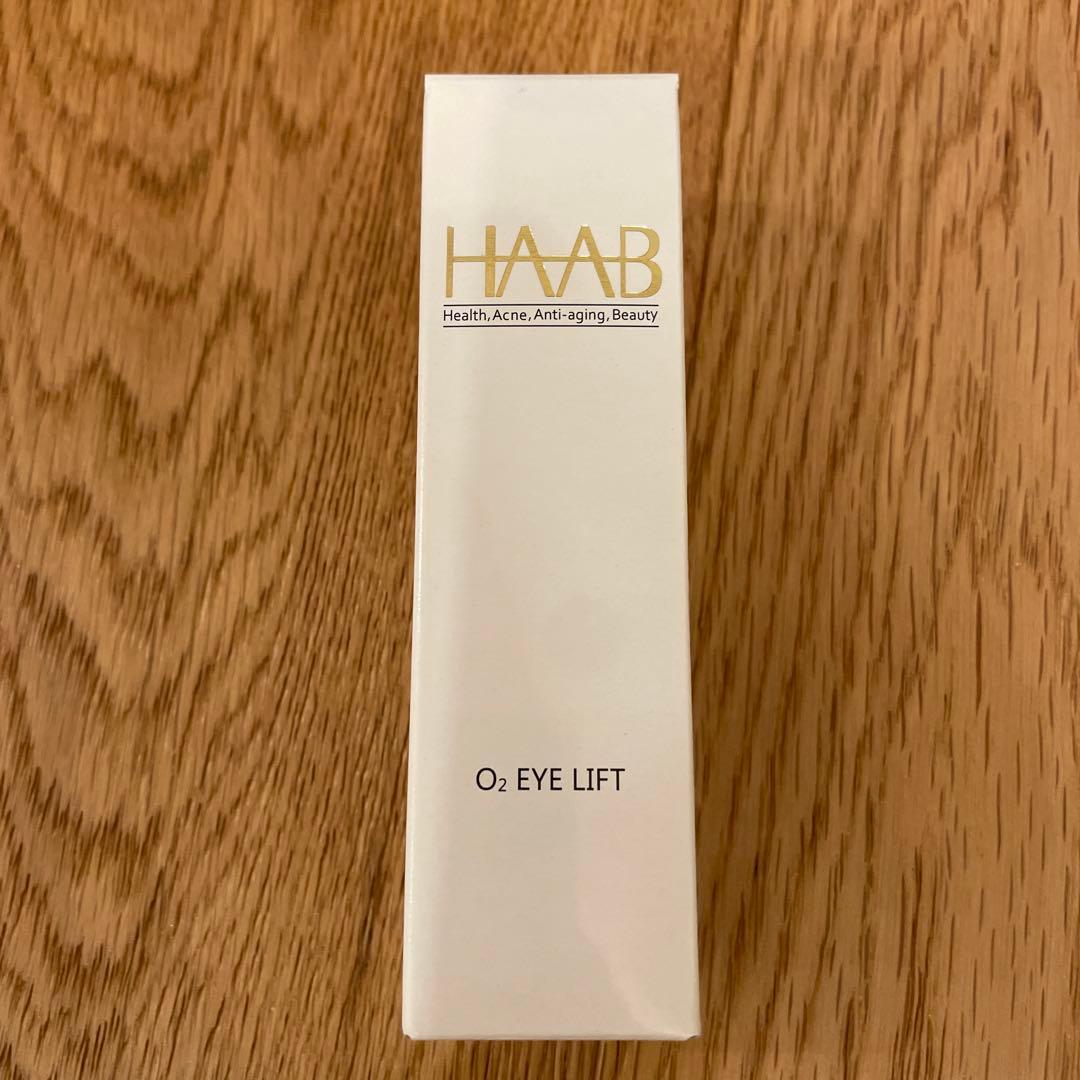 HAAB
Health, Acne, Anti-aging, Beauty
O₂ EYE LIFT